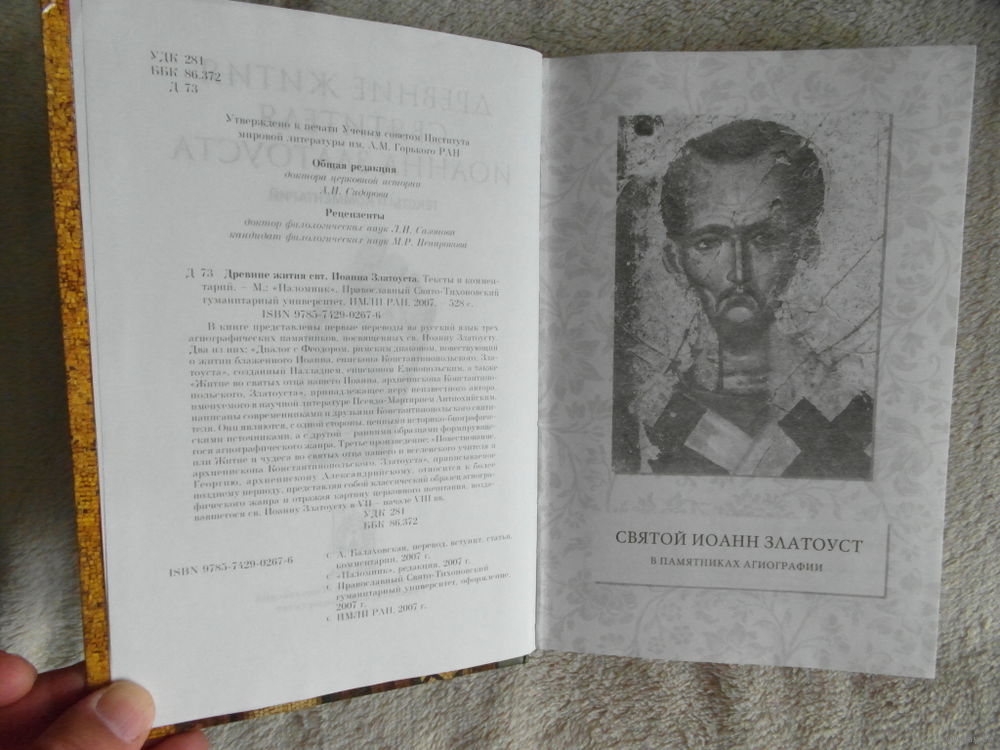 УДК 281
ББК 86.372
Д 73
Утверждено к печати Ученым советом Института
мировой литературы им. А.М. Горького РАН
Общая редакция
доктора церковной истории
А.И. Сидорова
Рецензенты
доктор филологических наук Л.И. Сазонова
кандидат филологических наук М.Р. Ненарокова
Д 73 Древние жития свт. Иоанна Златоуста. Тексты и коммен-
тарий. – М.: «Паломник», Православный Свято-Тихоновский
гуманитарный университет, ИМЛИ РАН, 2007. – 528 с.
ISBN 9785-7429-0267-6
В книге представлены первые переводы на русский язык трех
агиографических памятников, посвященных св. Иоанну Златоусту.
Два из них: «Диалог с Феодором, римским диаконом, повествующий
о житии блаженного Иоанна, епископа Константинопольского, Зла-
тоуста», созданный Палладием, епископом Еленопольским, а также
«Житие во святых отца нашего Иоанна, архиепископа Константино-
польского, Златоуста», принадлежащее перу неизвестного автора,
именуемого в научной литературе Псевдо-Мартирием Антиохийским,
написаны современниками и друзьями Константинопольского святи-
теля. Они являются, с одной стороны, ценными историко-биографиче-
скими источниками, а с другой – ранними образцами формирующе-
гося агиографического жанра. Третье произведение: «Повествование,
или Житие и чудеса во святых отца нашего и вселенского учителя и
архиепископа Константинопольского, Златоуста», приписываемое
Георгию, архиепископу Александрийскому, относится к более
позднему периоду, представляя собой классический образец агиогра-
фического жанра и отражая картину церковного почитания, возда-
вавшегося св. Иоанну Златоусту в VII – начале VIII вв.
УДК 281
ББК 86.372
ISBN 9785-7429-0267-6
с А. Балаховская, перевод, вступит. статья,
комментарии, 2007 г.
с «Паломник», редакция, 2007 г.
с Православный Свято-Тихоновский
гуманитарный университет, оформление,
2007 г.
с ИМЛИ РАН, 2007 г.
СВЯТОЙ ИОАНН ЗЛАТОУСТ
В ПАМЯТНИКАХ АГИОГРАФИИ